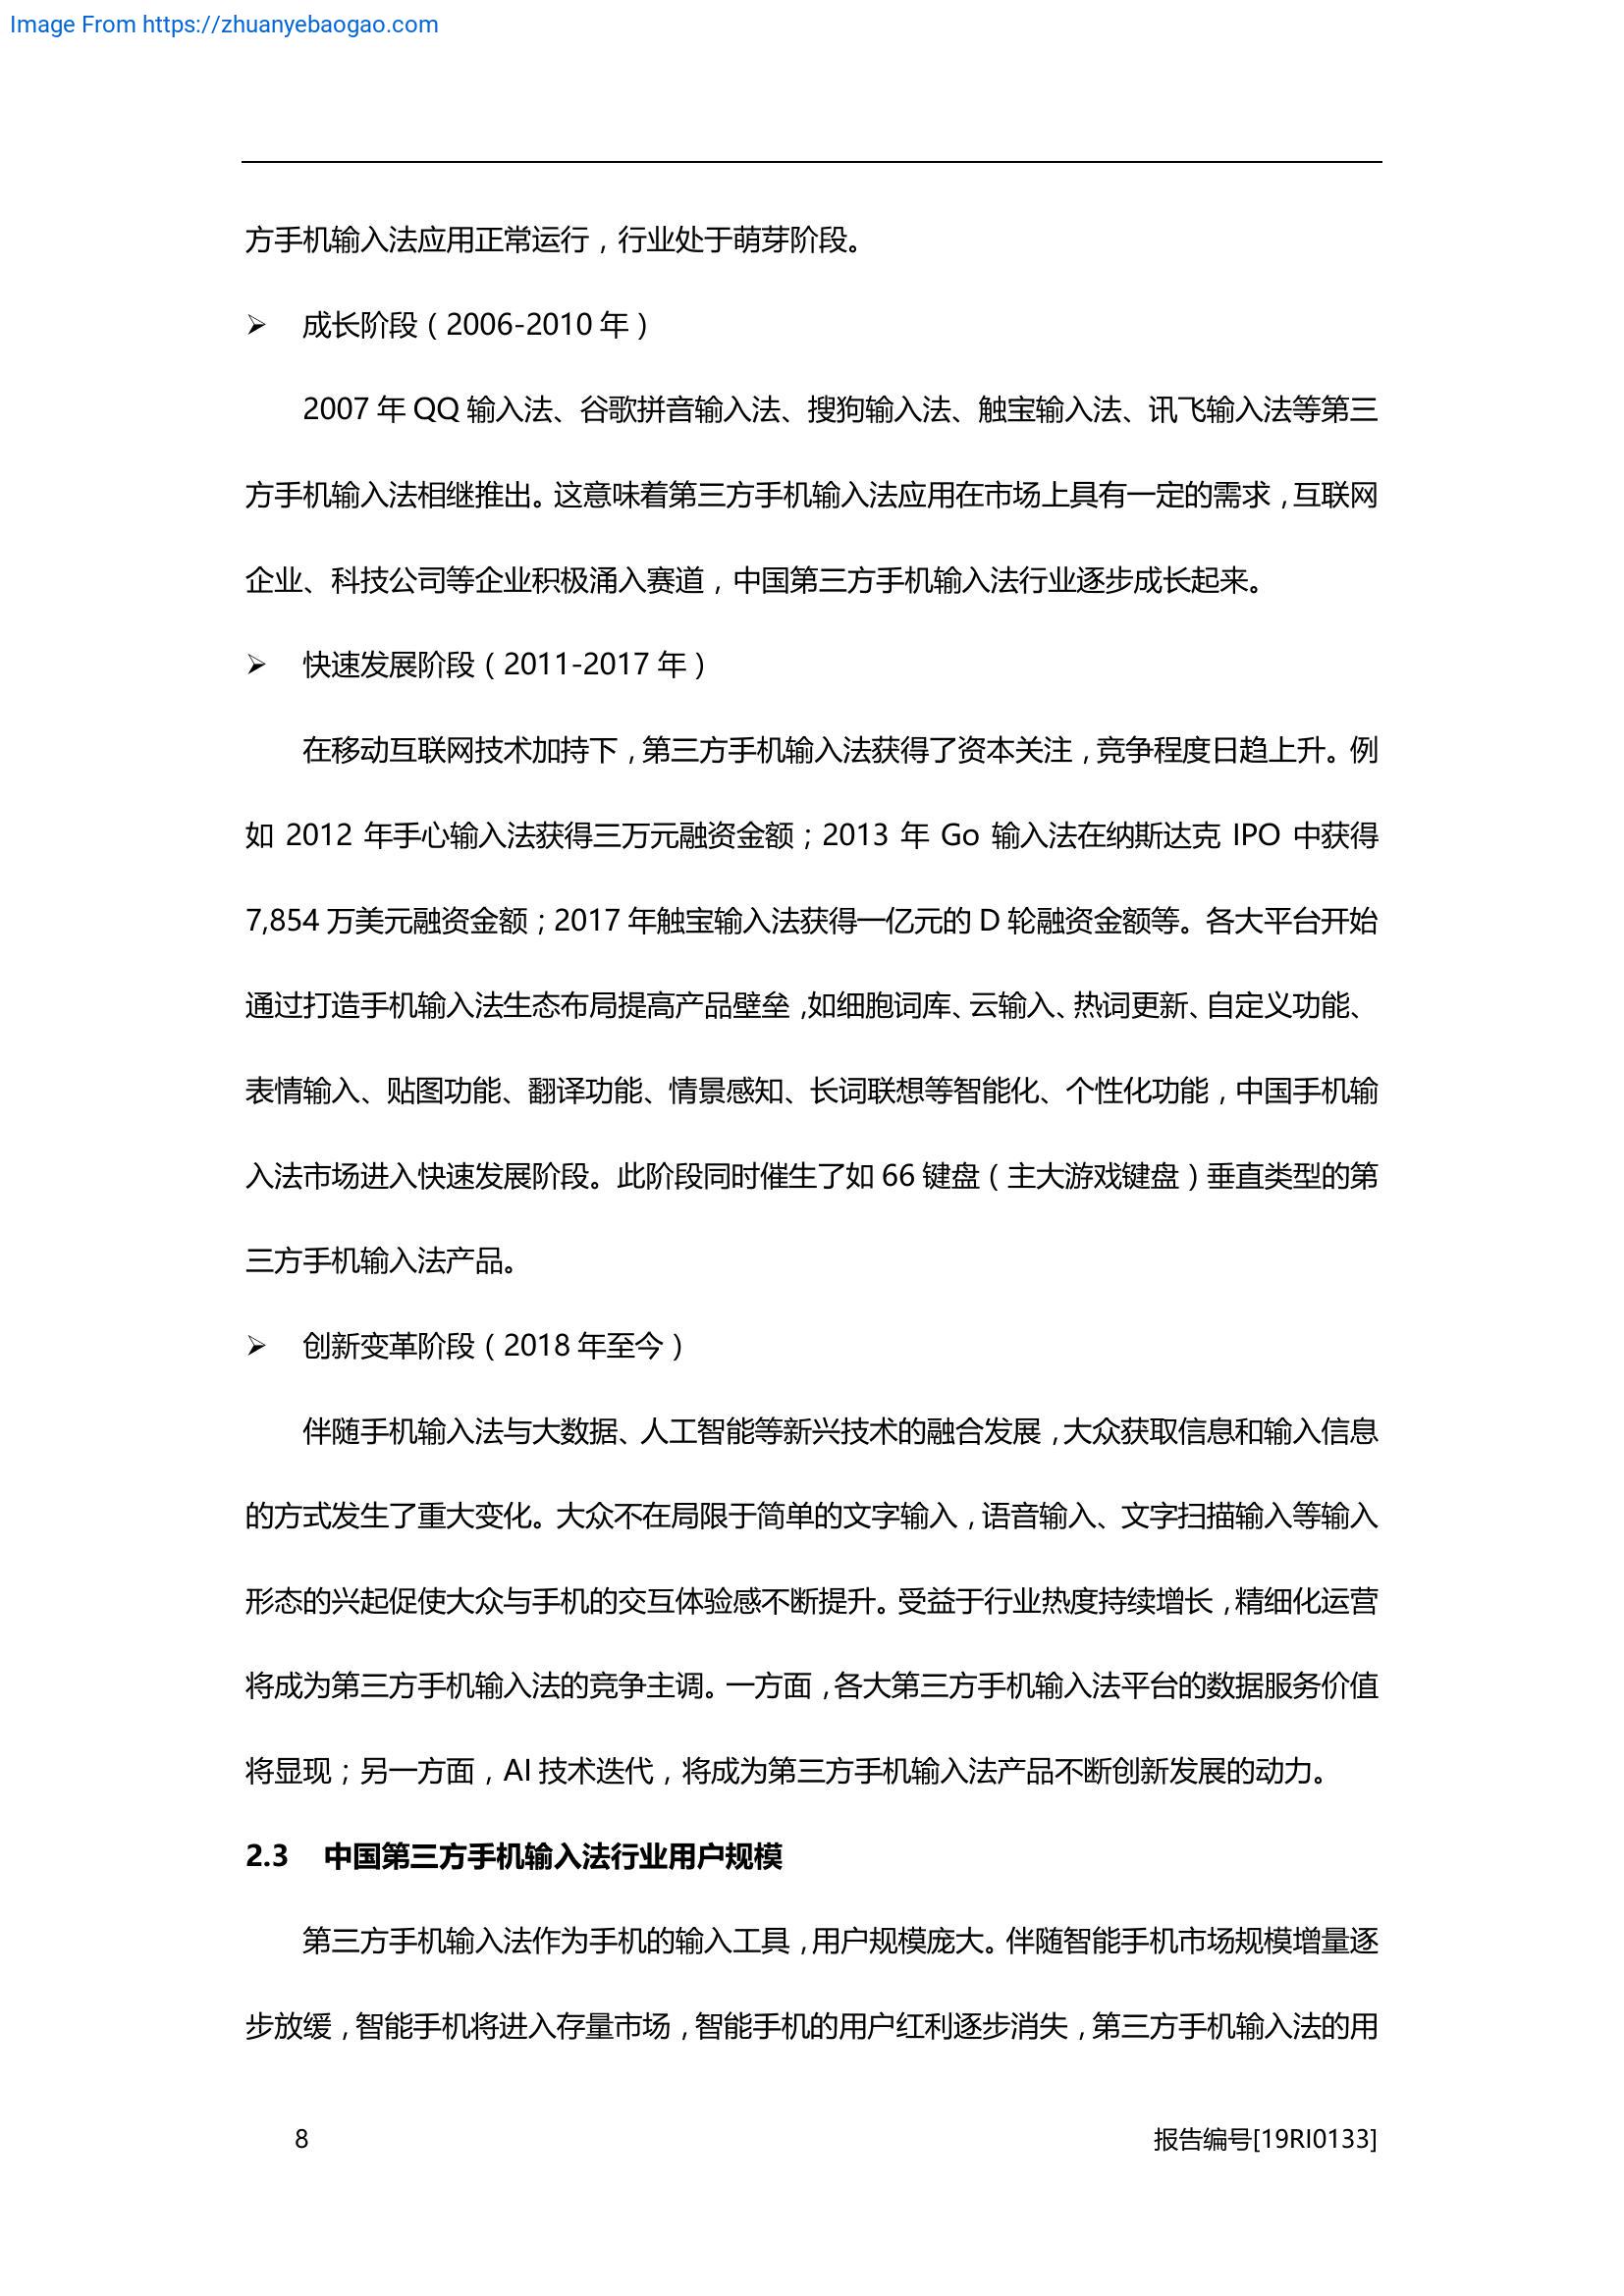 Image From https://zhuanyebaogao.com
方手机输入法应用正常运行，行业处于萌芽阶段。
➢ 成长阶段（2006-2010 年）
2007 年 QQ 输入法、谷歌拼音输入法、搜狗输入法、触宝输入法、讯飞输入法等第三
方手机输入法相继推出。这意味着第三方手机输入法应用在市场上具有一定的需求，互联网
企业、科技公司等企业积极涌入赛道，中国第三方手机输入法行业逐步成长起来。
➢ 快速发展阶段（2011-2017 年）
在移动互联网技术加持下，第三方手机输入法获得了资本关注，竞争程度日趋上升。例
如 2012 年手心输入法获得三万元融资金额；2013 年 Go 输入法在纳斯达克 IPO 中获得
7,854 万美元融资金额；2017 年触宝输入法获得一亿元的 D 轮融资金额等。各大平台开始
通过打造手机输入法生态布局提高产品壁垒，如细胞词库、云输入、热词更新、自定义功能、
表情输入、贴图功能、翻译功能、情景感知、长词联想等智能化、个性化功能，中国手机输
入法市场进入快速发展阶段。此阶段同时催生了如 66 键盘（主大游戏键盘）垂直类型的第
三方手机输入法产品。
➢ 创新变革阶段（2018 年至今）
伴随手机输入法与大数据、人工智能等新兴技术的融合发展，大众获取信息和输入信息
的方式发生了重大变化。大众不在局限于简单的文字输入，语音输入、文字扫描输入等输入
形态的兴起促使大众与手机的交互体验感不断提升。受益于行业热度持续增长，精细化运营
将成为第三方手机输入法的竞争主调。一方面，各大第三方手机输入法平台的数据服务价值
将显现；另一方面，AI 技术迭代，将成为第三方手机输入法产品不断创新发展的动力。
2.3 中国第三方手机输入法行业用户规模
第三方手机输入法作为手机的输入工具，用户规模庞大。伴随智能手机市场规模增量逐
步放缓，智能手机将进入存量市场，智能手机的用户红利逐步消失，第三方手机输入法的用
8 报告编号[19RI0133]